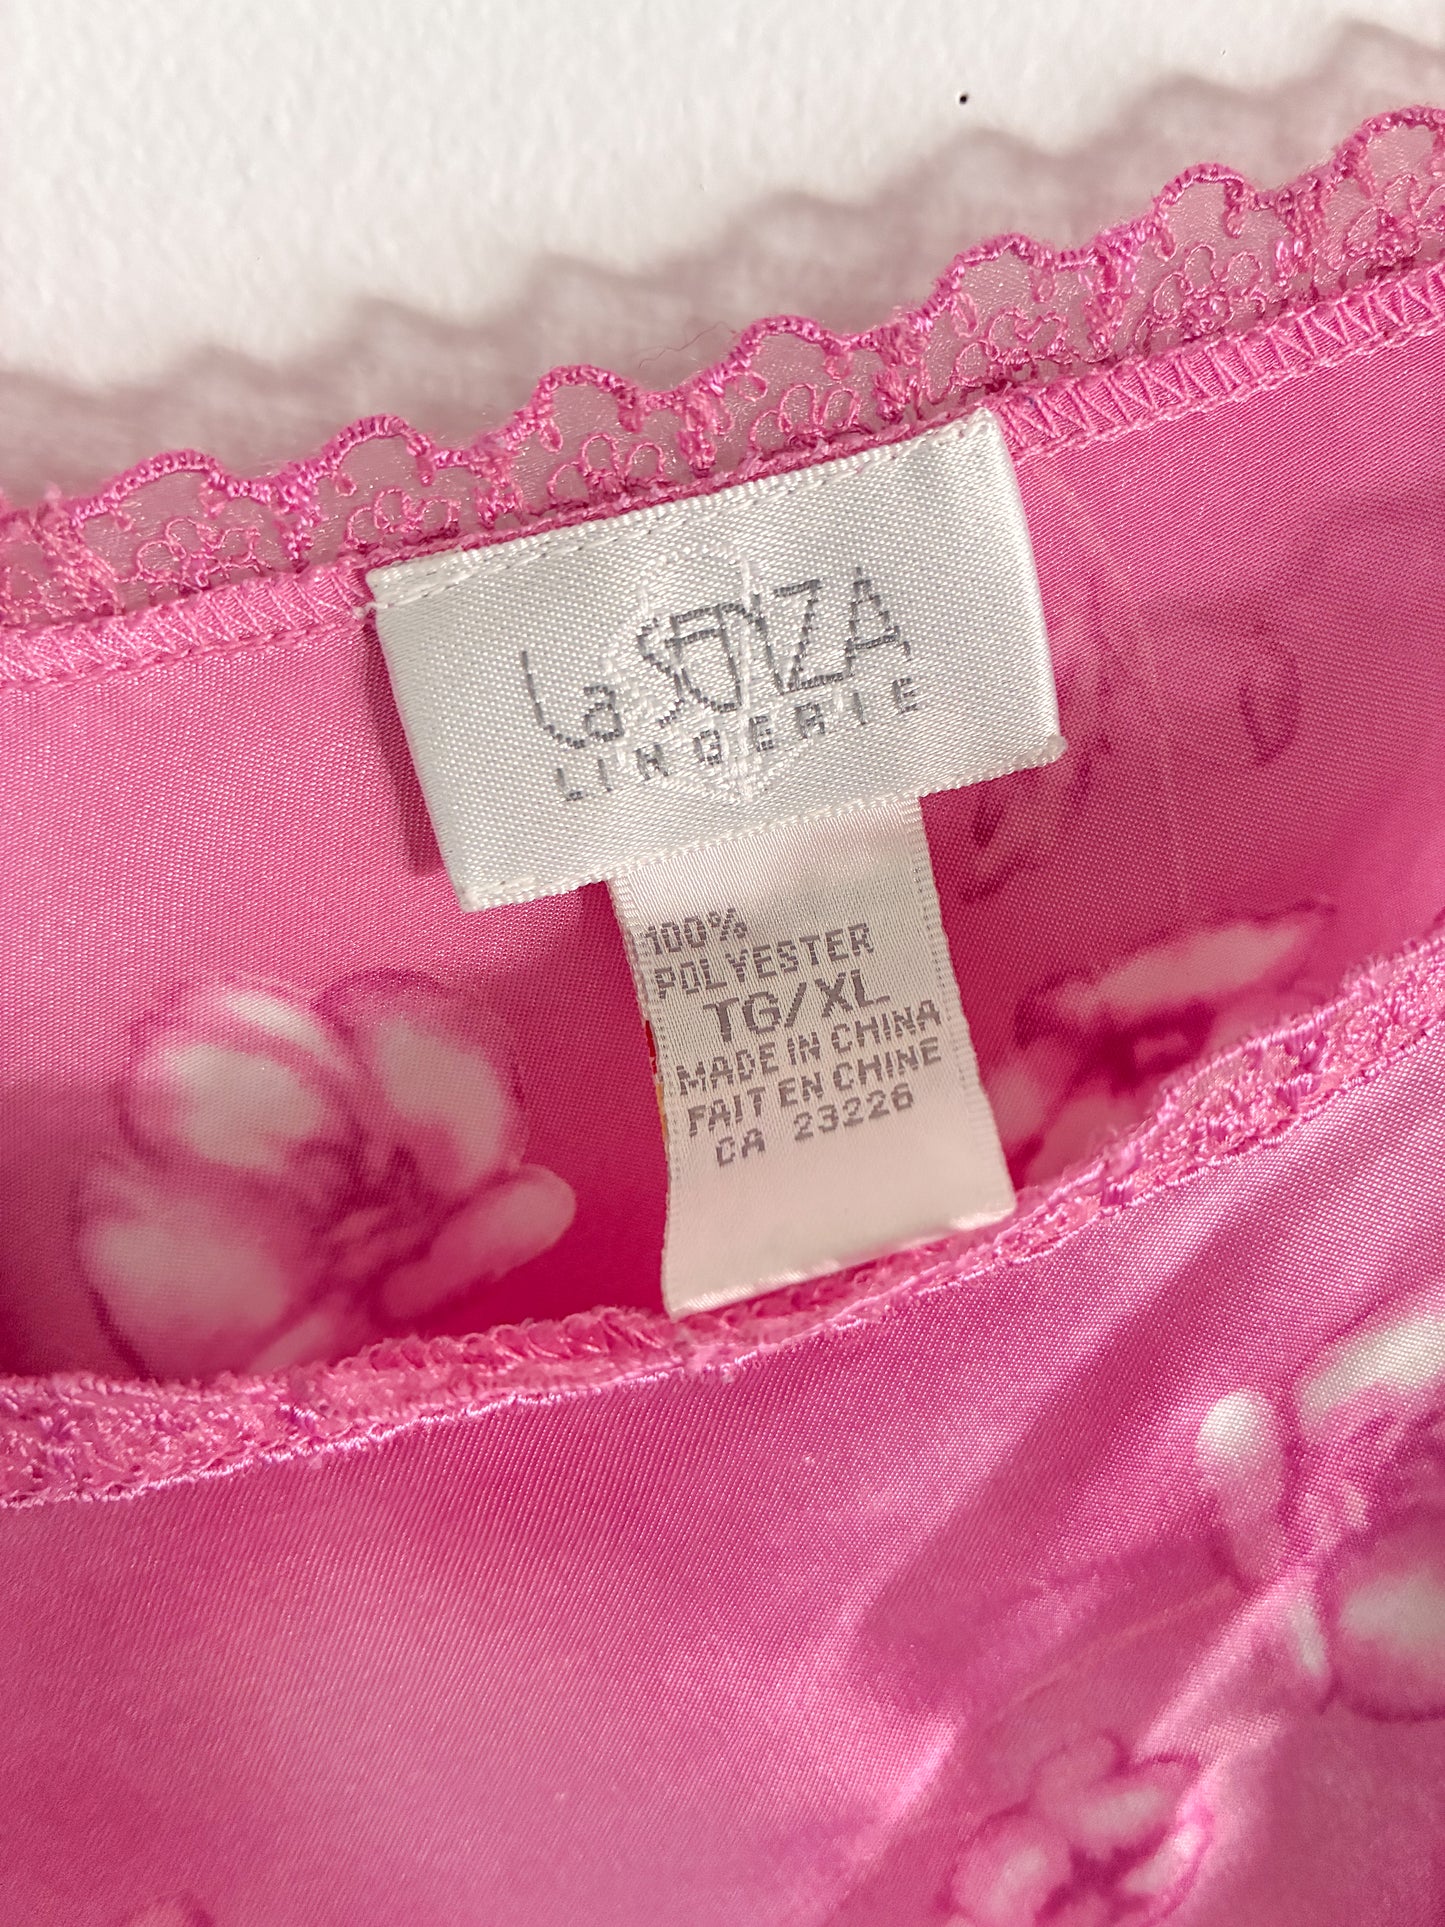 La SENZA
LINGERIE
100%
POLYESTER
TG/XL
MADE IN CHINA
FAIT EN CHINE
CA 23226